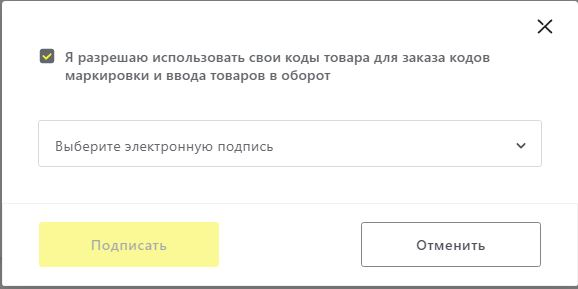 Я разрешаю использовать свои коды товара для заказа кодов
маркировки и ввода товаров в оборот
Выберите электронную подпись
Подписать
Отменить